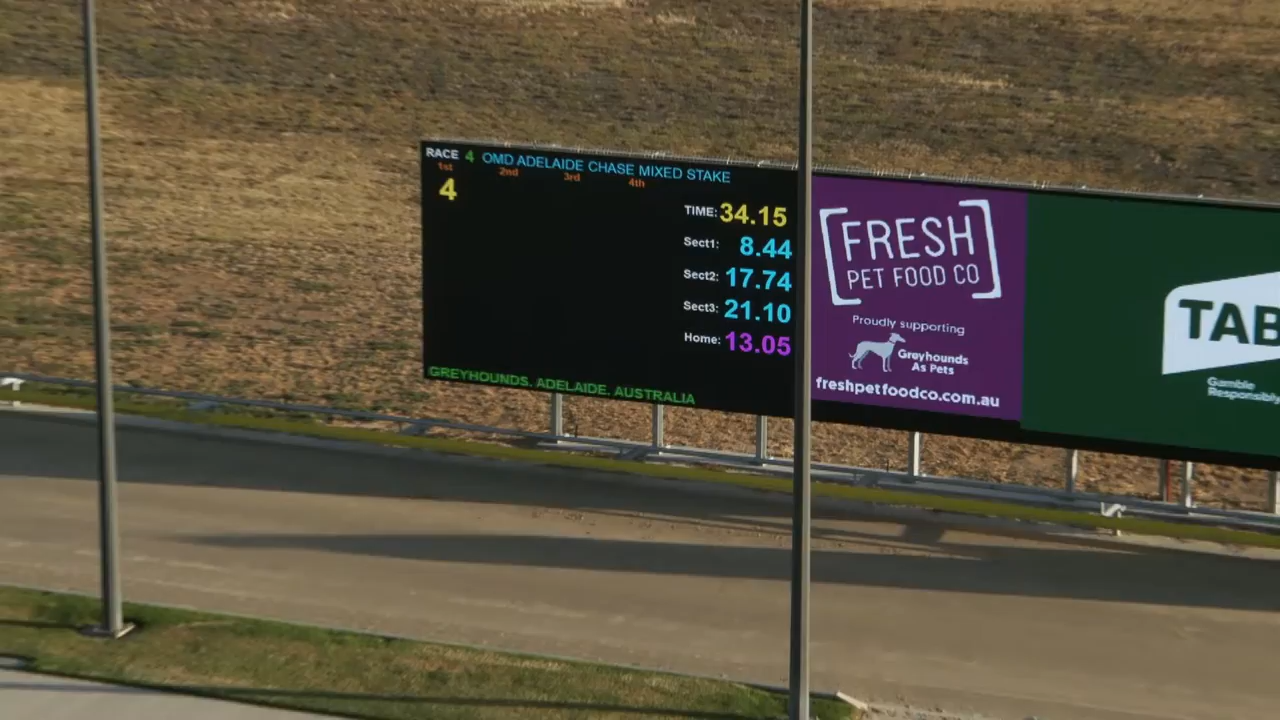 RACE 4 OMD ADELAIDE CHASE MIXED STAKE
1st 2nd 3rd 4th
4
TIME: 34.15
Sect1: 8.44
Sect2: 17.74
Sect3: 21.10
Home: 13.05
GREYHOUNDS. ADELAIDE. AUSTRALIA
FRESH
PET FOOD CO
Proudly supporting
Greyhounds
As Pets
freshpetfoodco.com.au
TAB
Gamble
Responsibly